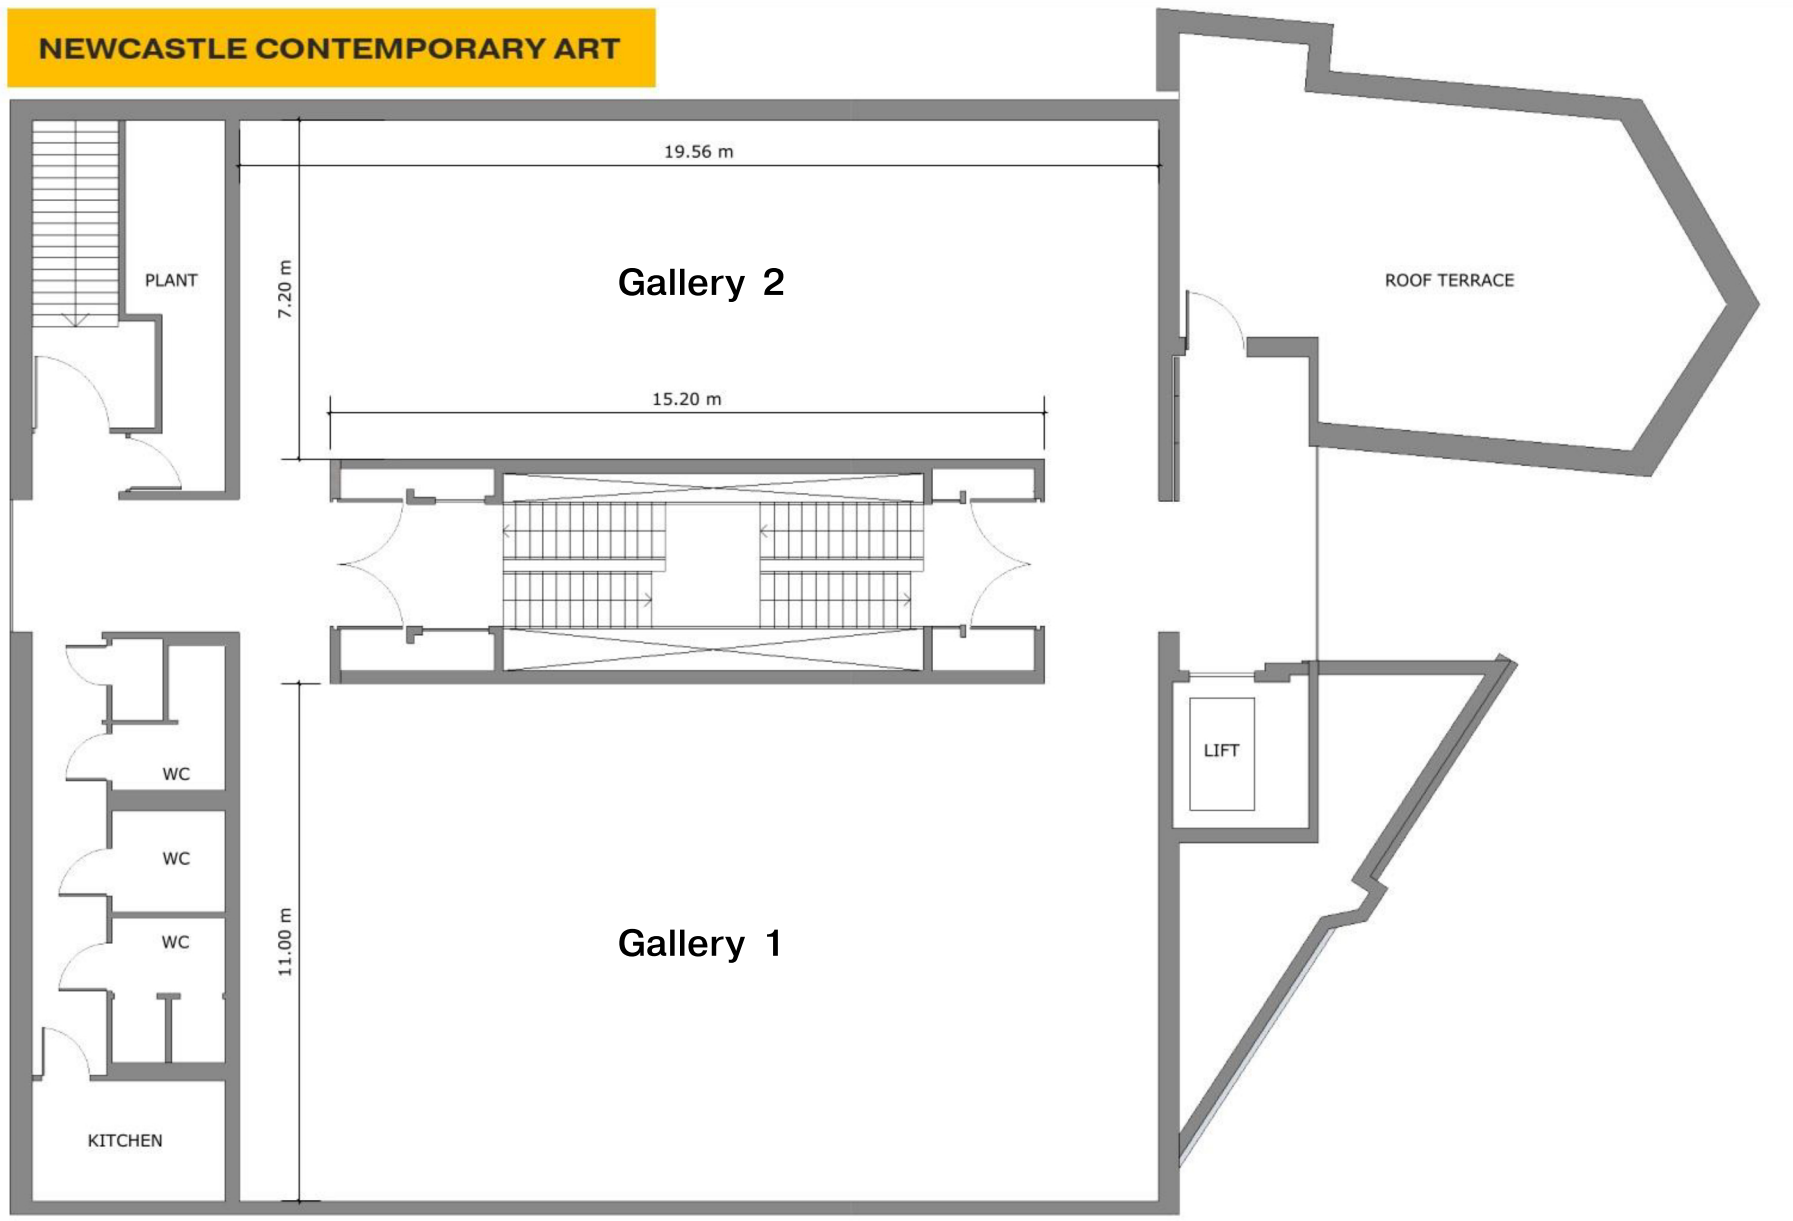 NEWCASTLE CONTEMPORARY ART
19.56 m
7.20 m
Gallery 2
PLANT
ROOF TERRACE
15.20 m
LIFT
WC
WC
WC
11.00 m
Gallery 1
KITCHEN